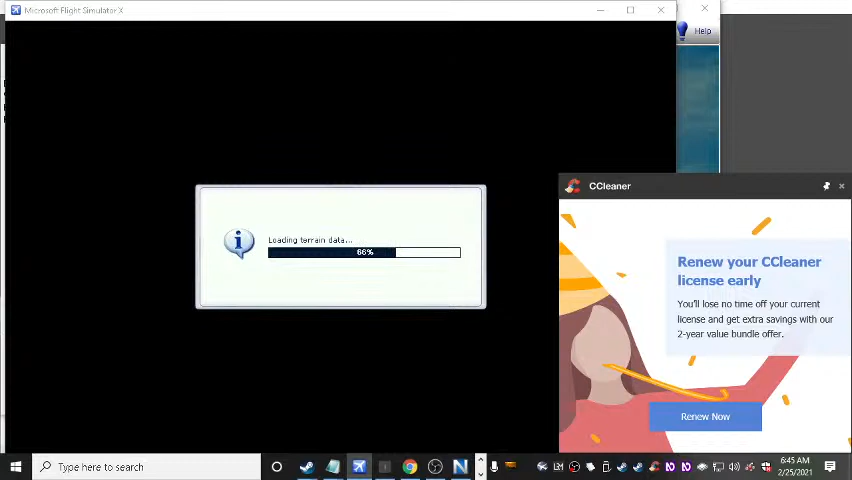 Microsoft Flight Simulator X
Help
Loading terrain data...
66%
CCleaner
Renew your CCleaner
license early
You'll lose no time off your current
license and get extra savings with our
2-year value bundle offer.
Renew Now
Type here to search
6:45 AM
2/25/2021